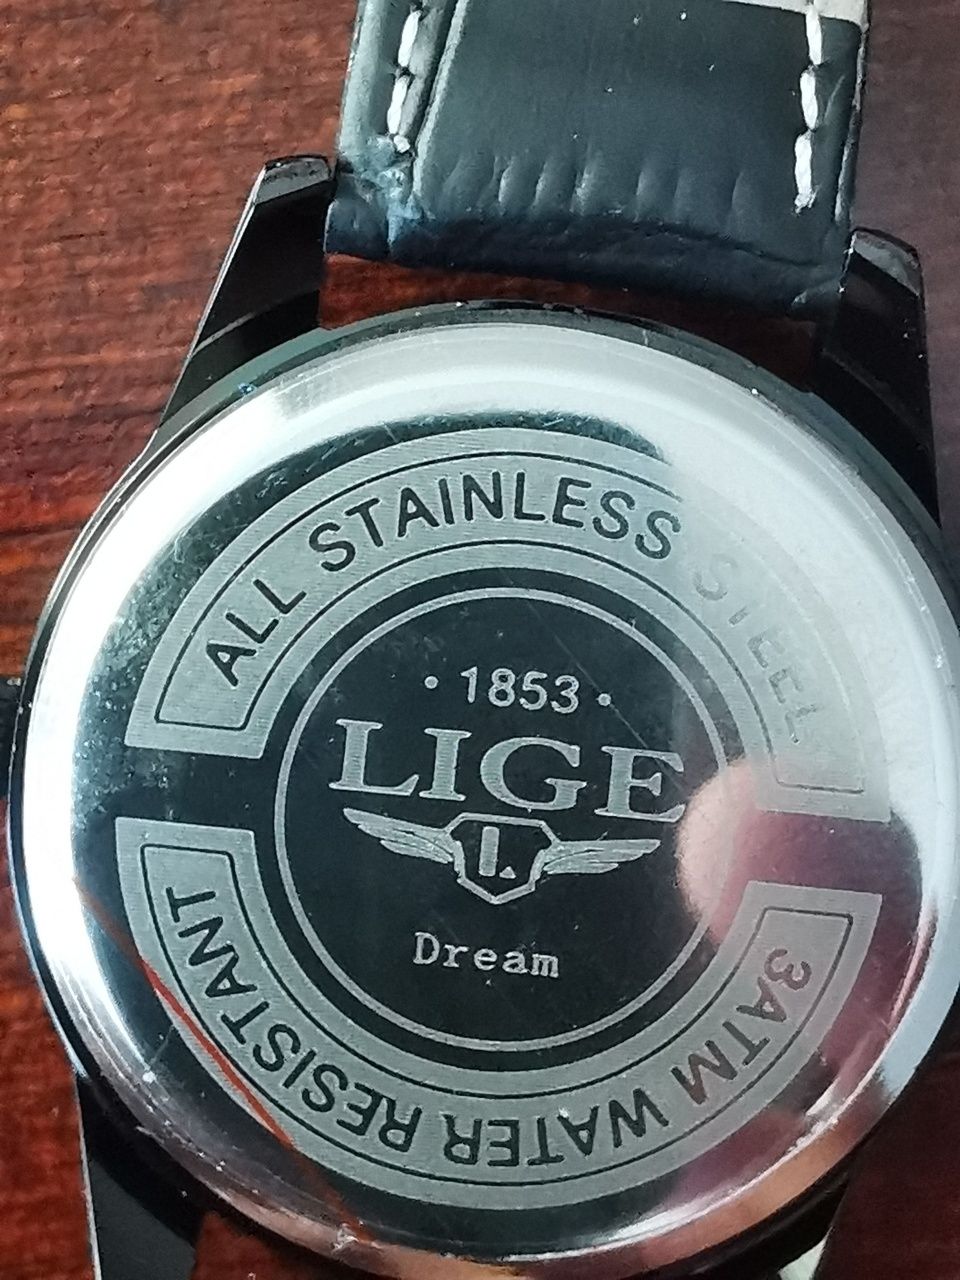 ALL STAINLESS STEEL
· 1853 ·
LIGE
L.
Dream
3ATM WATER RESISTANT